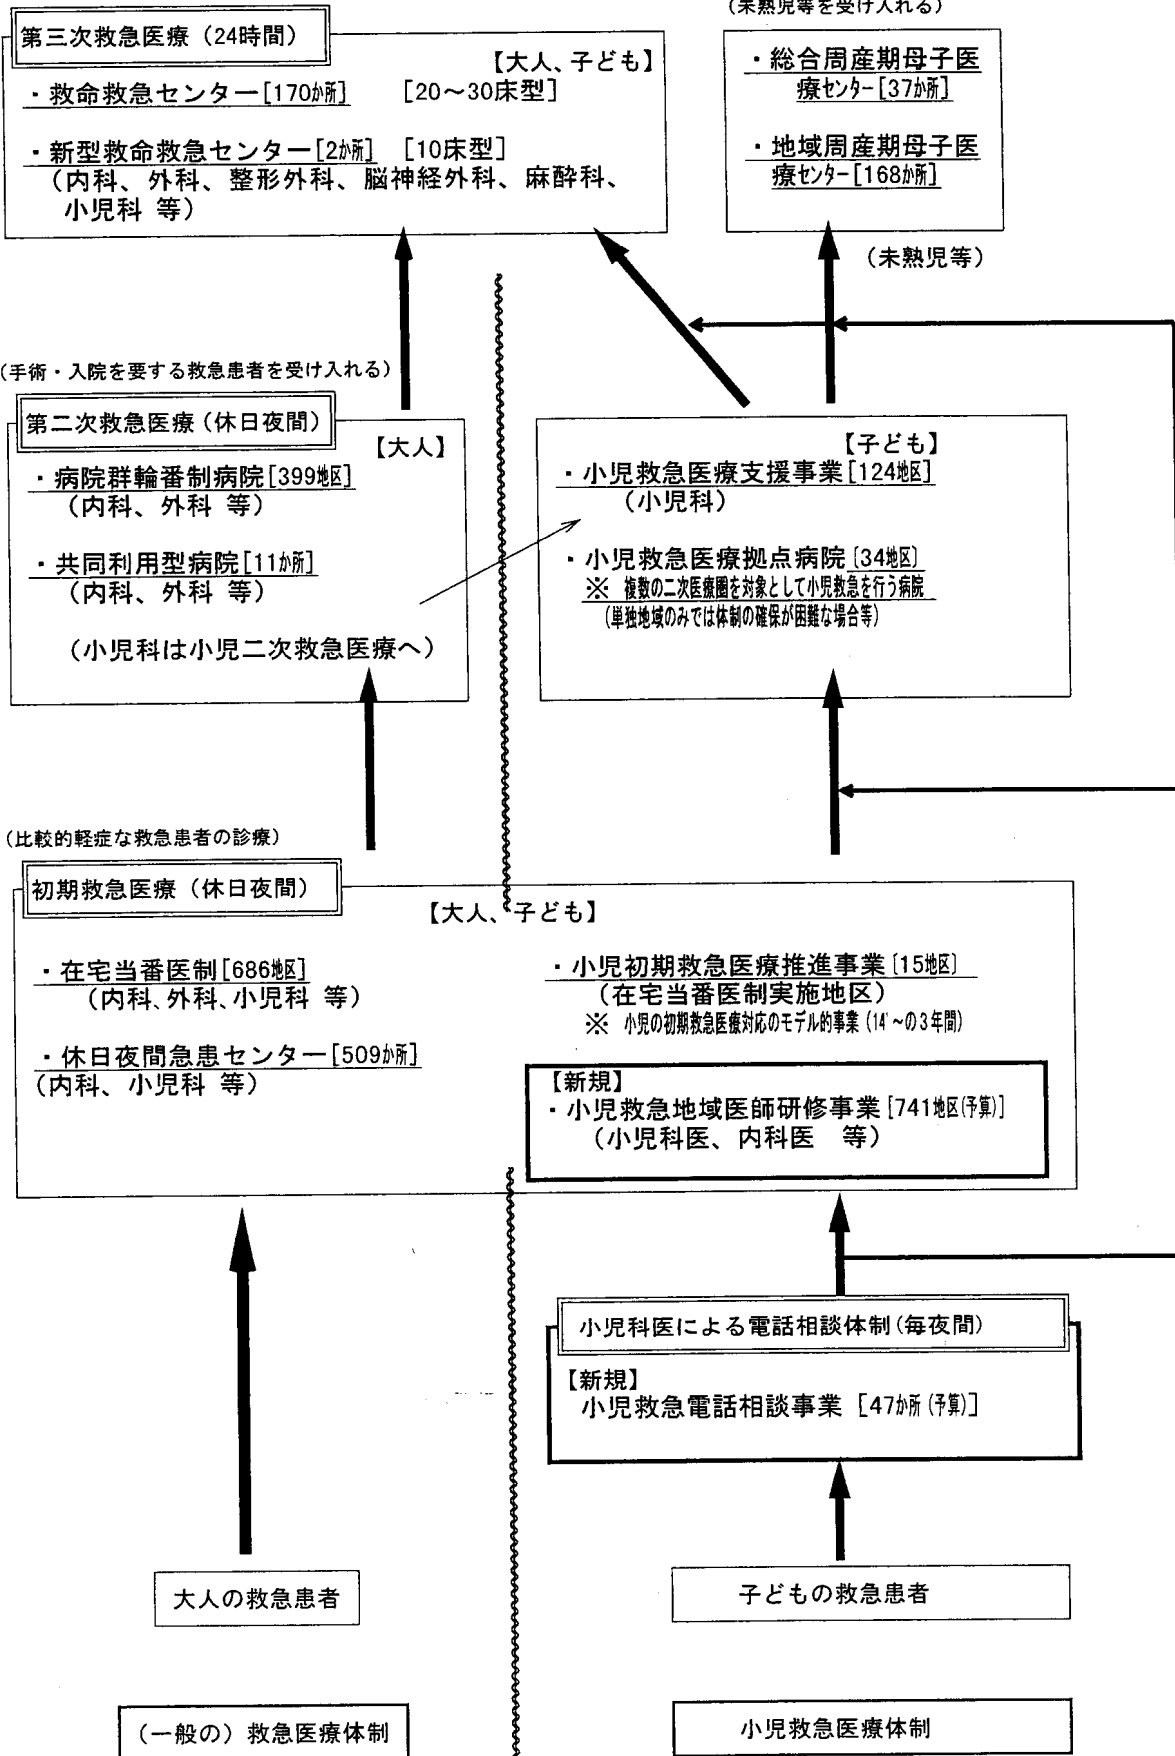 (未熟児等を受け入れる)
第三次救急医療(24時間)
【大人、子ども】
・救命救急センター[170か所] [20~30床型]
・新型救命救急センター[2か所] [10床型]
(内科、外科、整形外科、脳神経外科、麻酔科、
小児科 等)
・総合周産期母子医
療センター[37か所]
・地域周産期母子医
療センター[168か所]
(未熟児等)
(手術・入院を要する救急患者を受け入れる)
第二次救急医療(休日夜間)
【大人】
・病院群輪番制病院[399地区]
(内科、外科 等)
・共同利用型病院[11か所]
(内科、外科 等)
(小児科は小児二次救急医療へ)
【子ども】
・小児救急医療支援事業[124地区]
(小児科)
・小児救急医療拠点病院[34地区]
※ 複数の二次医療圏を対象として小児救急を行う病院
(単独地域のみでは体制の確保が困難な場合等)
(比較的軽症な救急患者の診療)
初期救急医療(休日夜間)
【大人、子ども】
・在宅当番医制[686地区]
(内科、外科、小児科 等)
・休日夜間急患センター[509か所]
(内科、小児科 等)
・小児初期救急医療推進事業[15地区]
(在宅当番医制実施地区)
※ 小児の初期救急医療対応のモデル的事業(14'~の3年間)
【新規】
・小児救急地域医師研修事業[741地区(予算)]
(小児科医、内科医 等)
小児科医による電話相談体制(毎夜間)
【新規】
小児救急電話相談事業 [47か所(予算)]
大人の救急患者
子どもの救急患者
(一般の)救急医療体制
小児救急医療体制